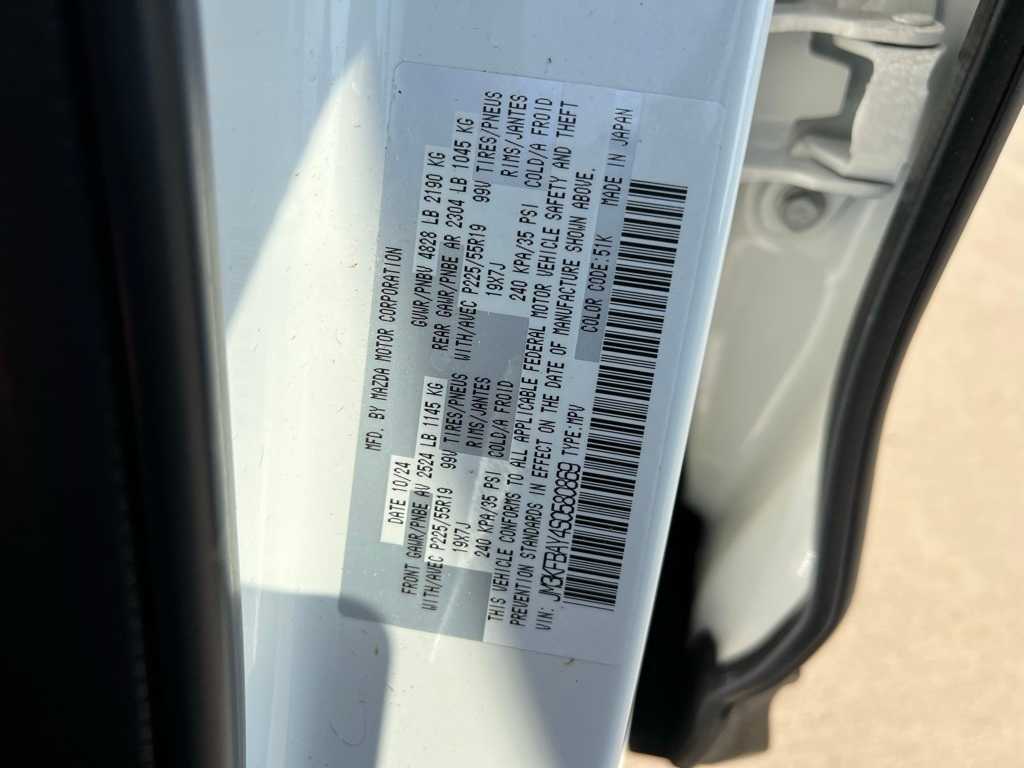 MFD. BY MAZDA MOTOR CORPORATION
DATE 10/24 GVWR/PNBV 4828 LB 2190 KG
FRONT GAWR/PNBE AV 2524 LB 1145 KG REAR GAWR/PNBE AR 2304 LB 1045 KG
WITH/AVEC P225/55R19 99V TIRES/PNEUS WITH/AVEC P225/55R19 99V TIRES/PNEUS
19X7J RIMS/JANTES 19X7J RIMS/JANTES
240 KPA/35 PSI COLD/A FROID 240 KPA/35 PSI COLD/A FROID
THIS VEHICLE CONFORMS TO ALL APPLICABLE FEDERAL MOTOR VEHICLE SAFETY AND THEFT
PREVENTION STANDARDS IN EFFECT ON THE DATE OF MANUFACTURE SHOWN ABOVE.
VIN: JM3KFBAY4S0580869 TYPE:MPV COLOR CODE:51K MADE IN JAPAN